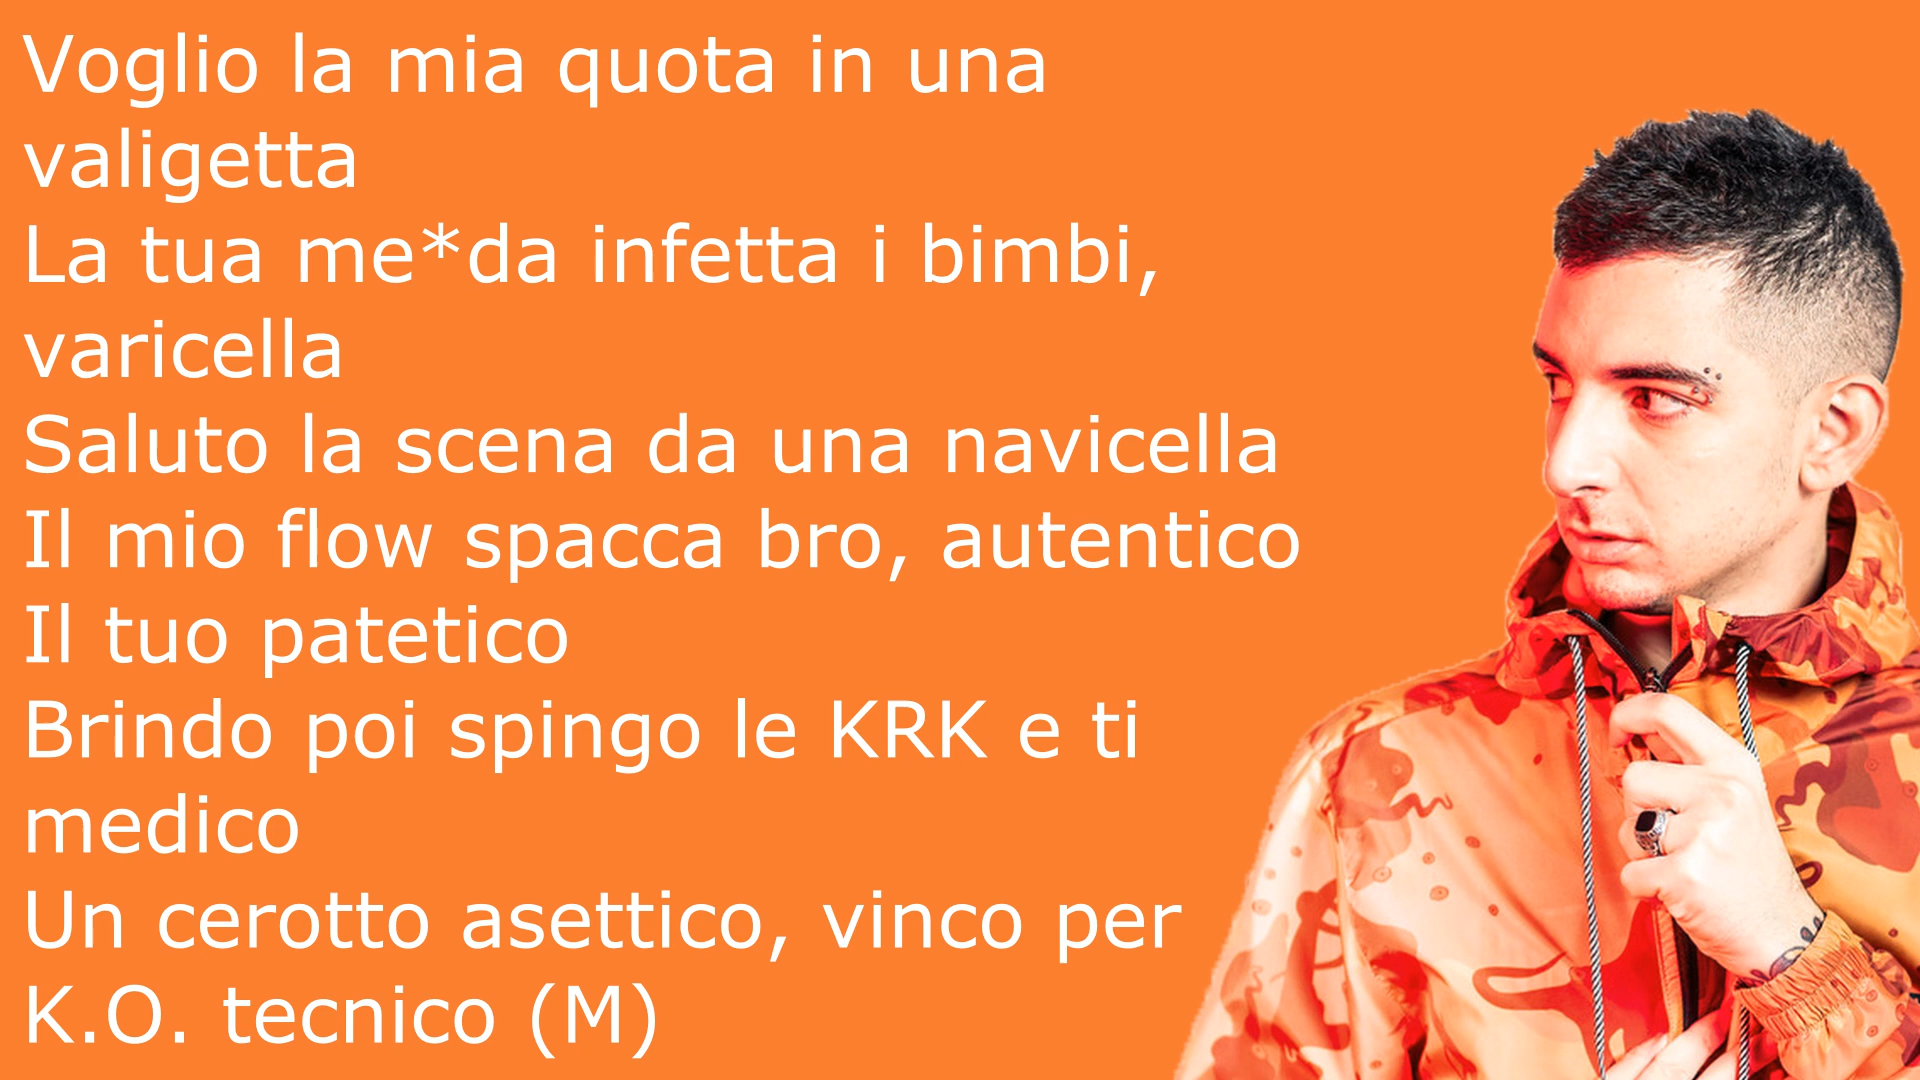 Voglio la mia quota in una
valigetta
La tua me*da infetta i bimbi,
varicella
Saluto la scena da una navicella
Il mio flow spacca bro, autentico
Il tuo patetico
Brindo poi spingo le KRK e ti
medico
Un cerotto asettico, vinco per
K.O. tecnico (M)